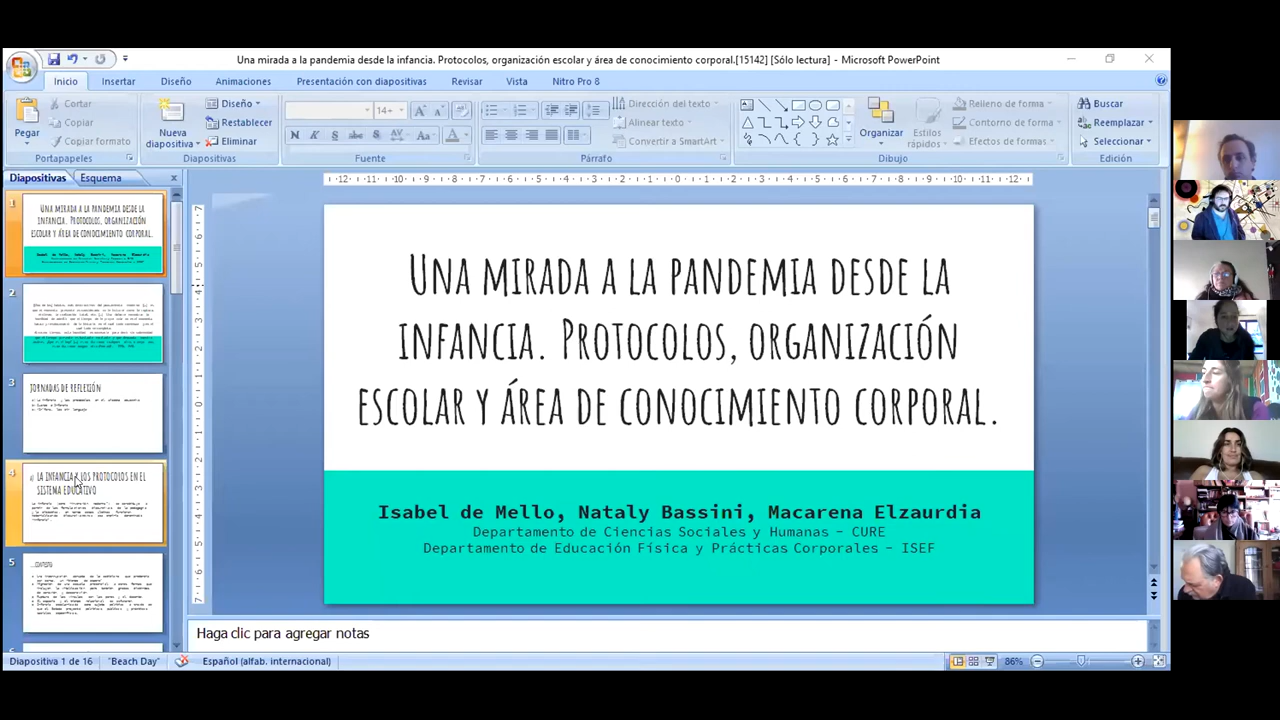 Una mirada a la pandemia desde la infancia. Protocolos, organización escolar y área de conocimiento corporal.[15142] [Sólo lectura] - Microsoft PowerPoint
Inicio Insertar Diseño Animaciones Presentación con diapositivas Revisar Vista Nitro Pro 8
Pegar
Cortar
Copiar
Copiar formato
Portapapeles
Nueva diapositiva
Diseño
Restablecer
Eliminar
Diapositivas
14
Fuente
Dirección del texto
Alinear texto
Convertir a SmartArt
Párrafo
Organizar
Estilos rápidos
Relleno de forma
Contorno de forma
Efectos de formas
Dibujo
Buscar
Reemplazar
Seleccionar
Edición
Diapositivas Esquema
1
Una mirada a la pandemia desde la
infancia. Protocolos, organización
escolar y área de conocimiento corporal.
2
3
Jornadas de reflexión
4
La infancia y los protocolos en el
sistema educativo
5
Una mirada a la pandemia desde la
infancia. Protocolos, organización
escolar y área de conocimiento corporal.
Isabel de Mello, Nataly Bassini, Macarena Elzaurdia
Departamento de Ciencias Sociales y Humanas – CURE
Departamento de Educación Física y Prácticas Corporales – ISEF
Haga clic para agregar notas
Diapositiva 1 de 16 "Beach Day" Español (alfab. internacional) 86%